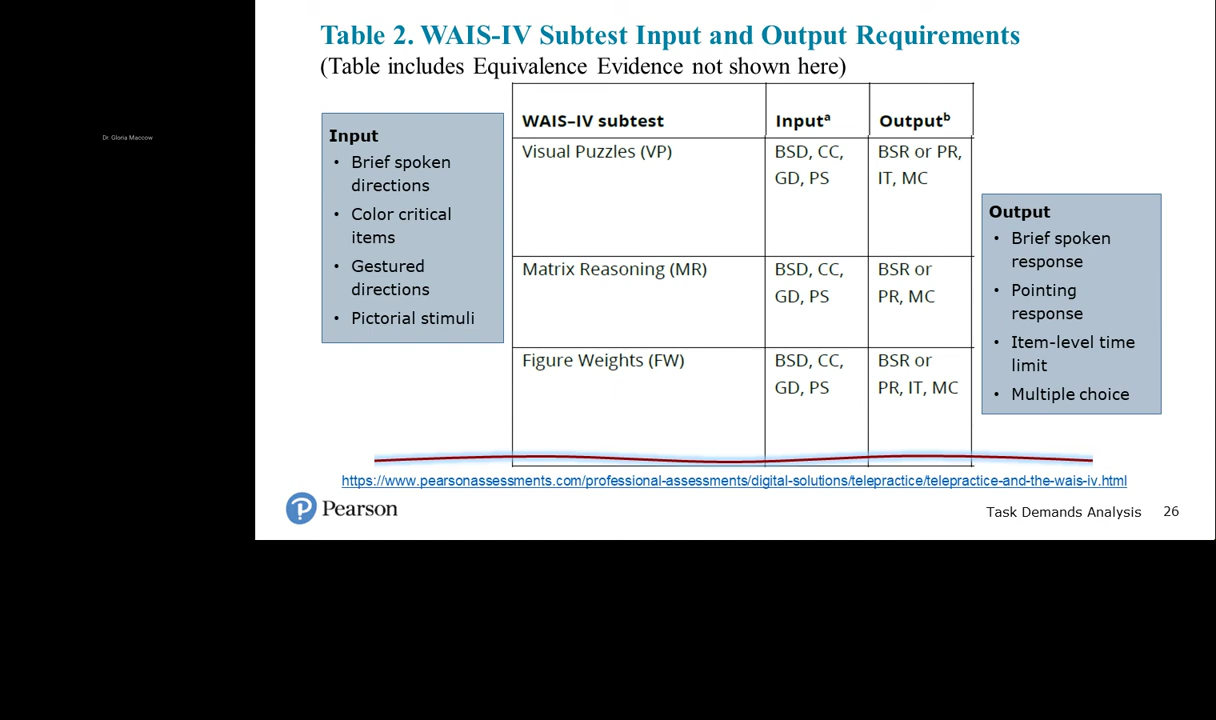 Table 2. WAIS-IV Subtest Input and Output Requirements
(Table includes Equivalence Evidence not shown here)
Dr. Gloria Maccow
Input
• Brief spoken
directions
• Color critical
items
• Gestured
directions
• Pictorial stimuli
WAIS–IV subtest Inputᵃ Outputᵇ
Visual Puzzles (VP) BSD, CC, BSR or PR,
GD, PS IT, MC
Matrix Reasoning (MR) BSD, CC, BSR or
GD, PS PR, MC
Figure Weights (FW) BSD, CC, BSR or
GD, PS PR, IT, MC
Output
• Brief spoken
response
• Pointing
response
• Item-level time
limit
• Multiple choice
https://www.pearsonassessments.com/professional-assessments/digital-solutions/telepractice/telepractice-and-the-wais-iv.html
Pearson
Task Demands Analysis 26